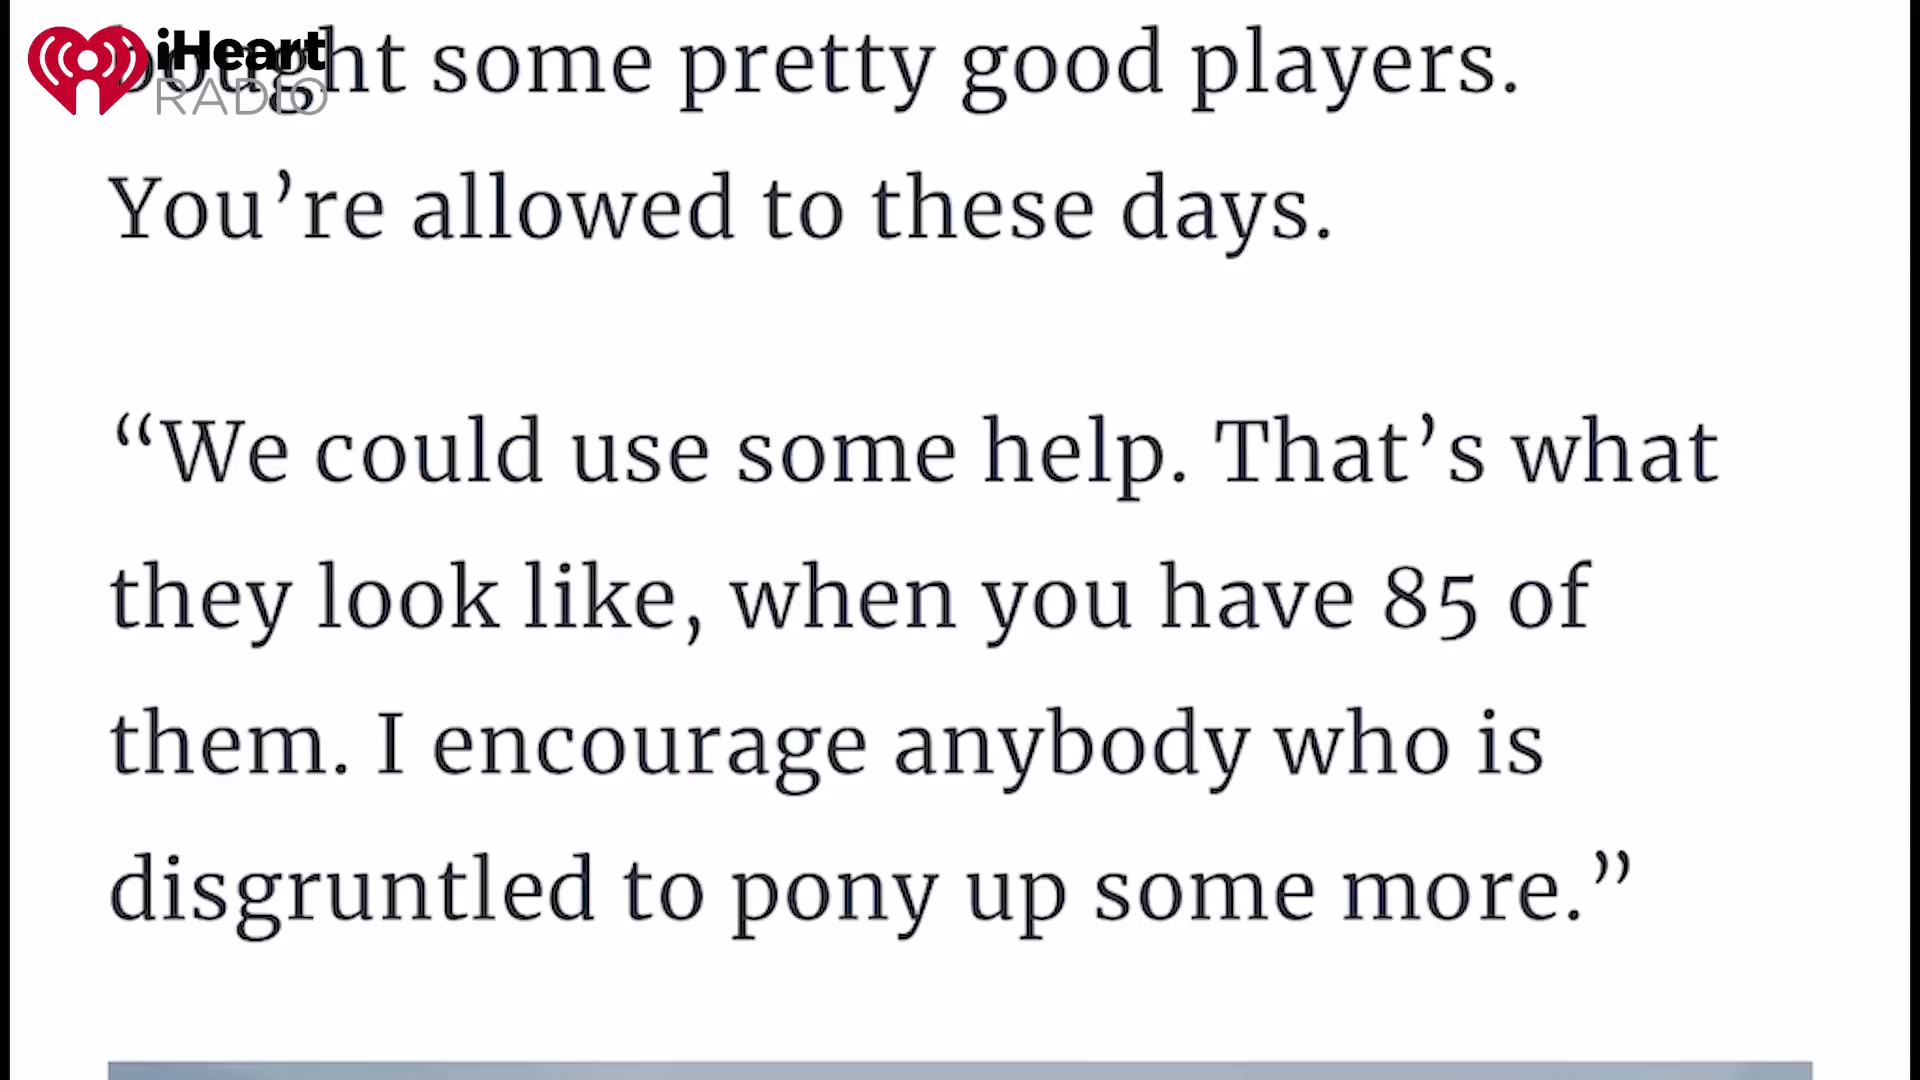 iHeart
RADIO
bought some pretty good players.
You’re allowed to these days.
“We could use some help. That’s what
they look like, when you have 85 of
them. I encourage anybody who is
disgruntled to pony up some more.”